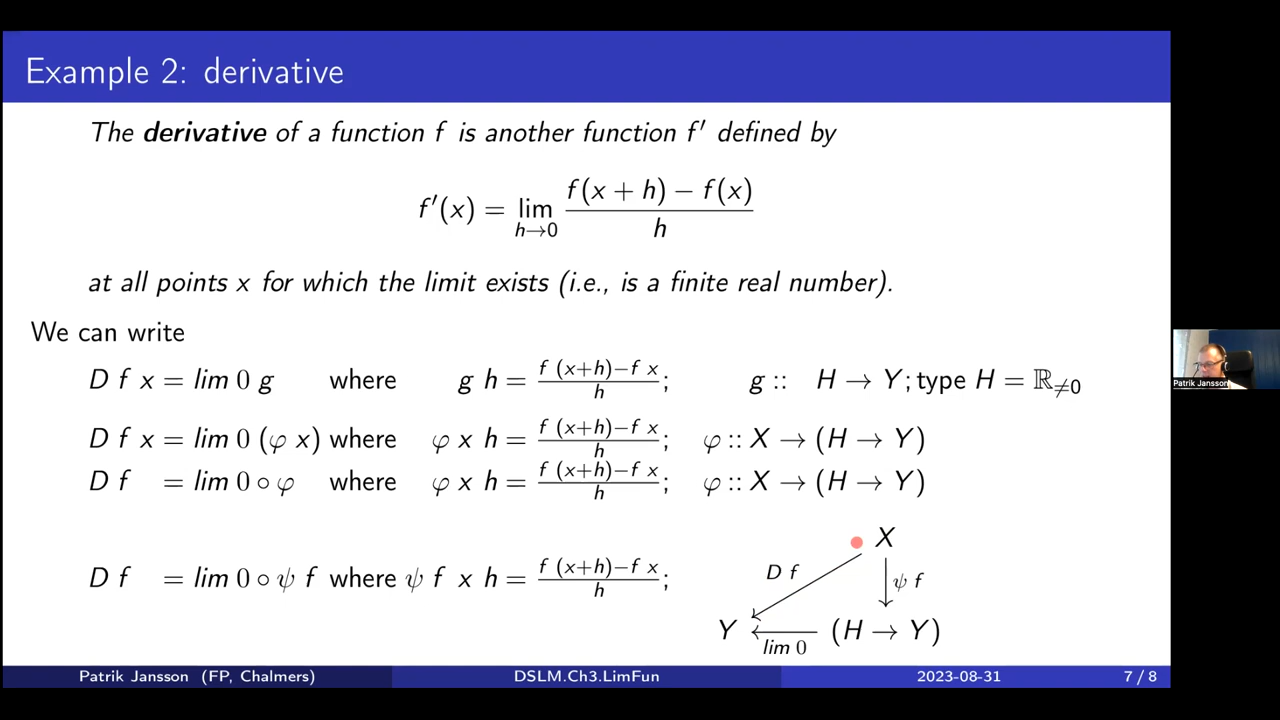 Example 2: derivative
The derivative of a function f is another function f′ defined by
f′(x) = lim h→0 f(x + h) − f(x) / h
at all points x for which the limit exists (i.e., is a finite real number).
We can write
D f x = lim 0 g where g h = f (x+h)−f x / h ; g :: H → Y; type H = ℝ≠0
D f x = lim 0 (φ x) where φ x h = f (x+h)−f x / h ; φ :: X → (H → Y)
D f = lim 0 ∘ φ where φ x h = f (x+h)−f x / h ; φ :: X → (H → Y)
X
D f ψ f
D f = lim 0 ∘ ψ f where ψ f x h = f (x+h)−f x / h ;
Y (H → Y)
lim 0
Patrik Jansson (FP, Chalmers) DSLM.Ch3.LimFun 2023-08-31 7 / 8
Patrik Jansson